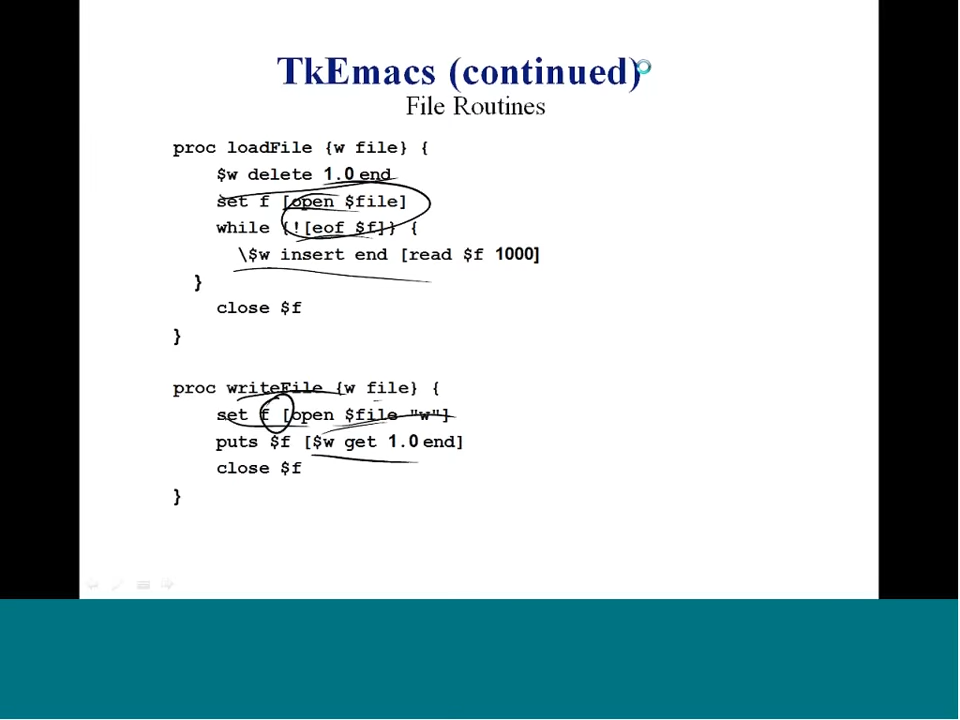 TkEmacs (continued)
File Routines
proc loadFile {w file} {
$w delete 1.0 end
set f [open $file]
while {![eof $f]} {
\$w insert end [read $f 1000]
}
close $f
}
proc writeFile {w file} {
set f [open $file "w"]
puts $f [$w get 1.0 end]
close $f
}